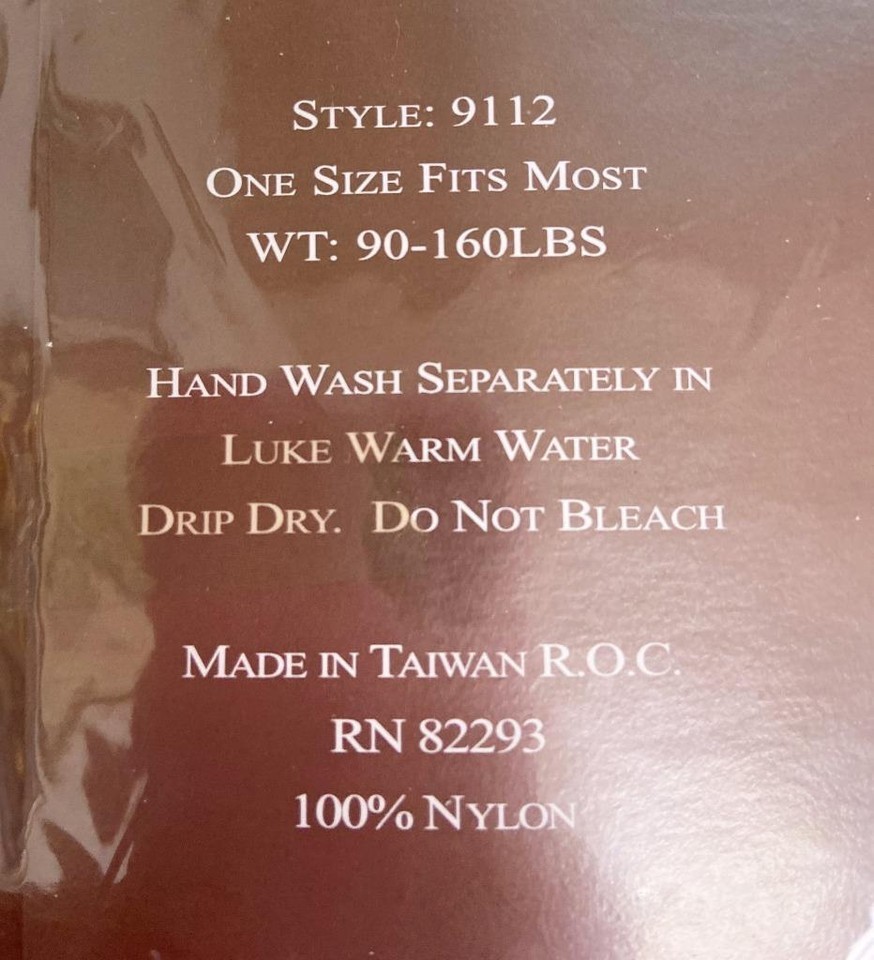 STYLE: 9112
ONE SIZE FITS MOST
WT: 90-160LBS
HAND WASH SEPARATELY IN
LUKE WARM WATER
DRIP DRY. DO NOT BLEACH
MADE IN TAIWAN R.O.C.
RN 82293
100% NYLON